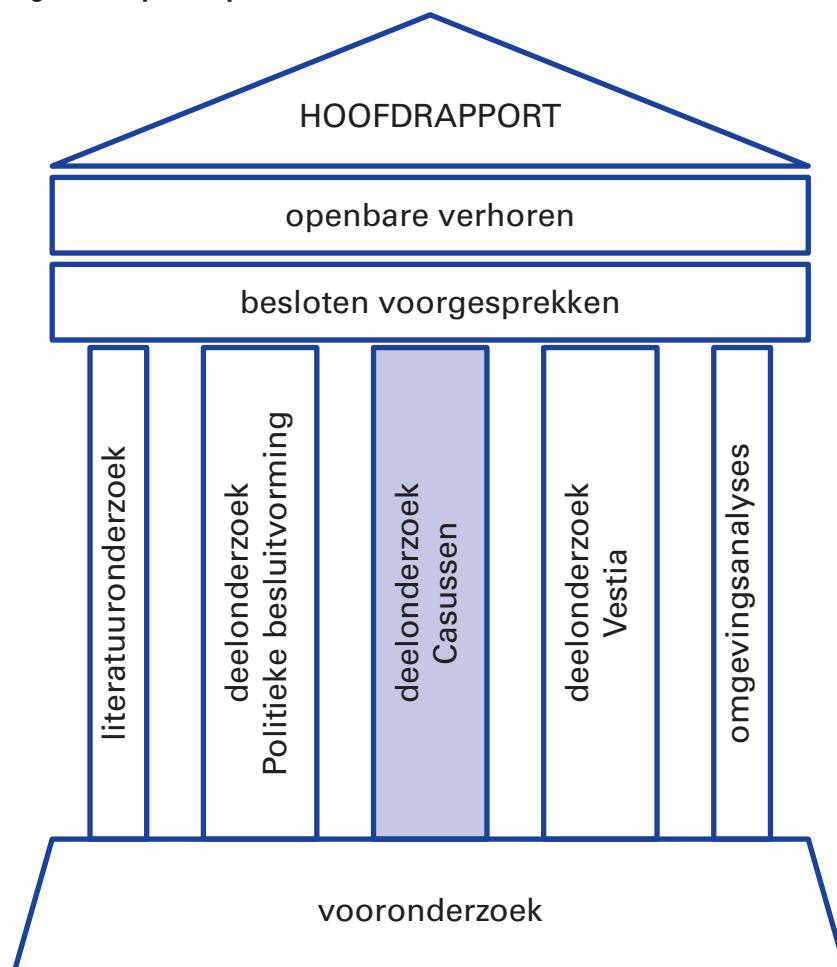 HOOFDRAPPORT
openbare verhoren
besloten voorgesprekken
literatuuronderzoek
deelonderzoek
Politieke besluitvorming
deelonderzoek
Casussen
deelonderzoek
Vestia
omgevingsanalyses
vooronderzoek